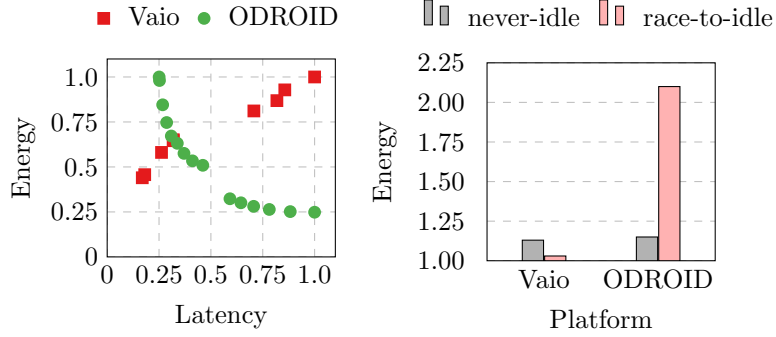 Vaio ODROID
Energy
1.0
0.75
0.50
0.25
0
0 0.25 0.5 0.75 1.0
Latency
never-idle race-to-idle
Energy
2.25
2.00
1.75
1.50
1.25
1.00
Vaio ODROID
Platform